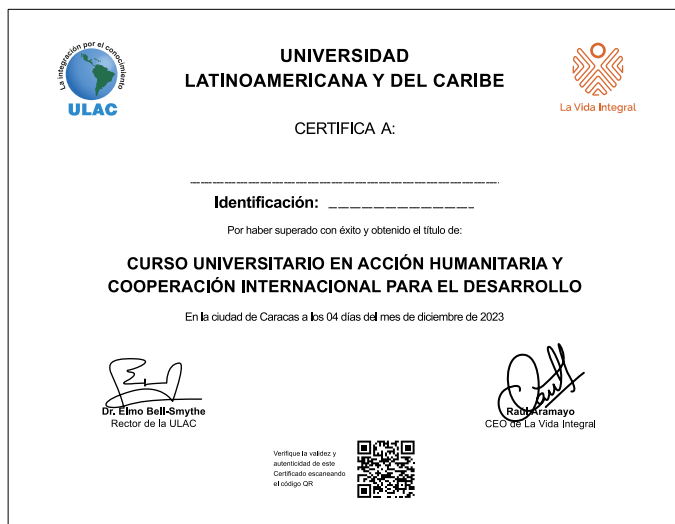 La integración por el conocimiento
ULAC
UNIVERSIDAD
LATINOAMERICANA Y DEL CARIBE
La Vida Integral
CERTIFICA A:
Identificación:
Por haber superado con éxito y obtenido el título de:
CURSO UNIVERSITARIO EN ACCIÓN HUMANITARIA Y
COOPERACIÓN INTERNACIONAL PARA EL DESARROLLO
En la ciudad de Caracas a los 04 días del mes de diciembre de 2023
Dr. Elmo Bell-Smythe
Rector de la ULAC
Raúl Aramayo
CEO de La Vida Integral
Verifique la validez y
autenticidad de este
Certificado escaneando
el código QR